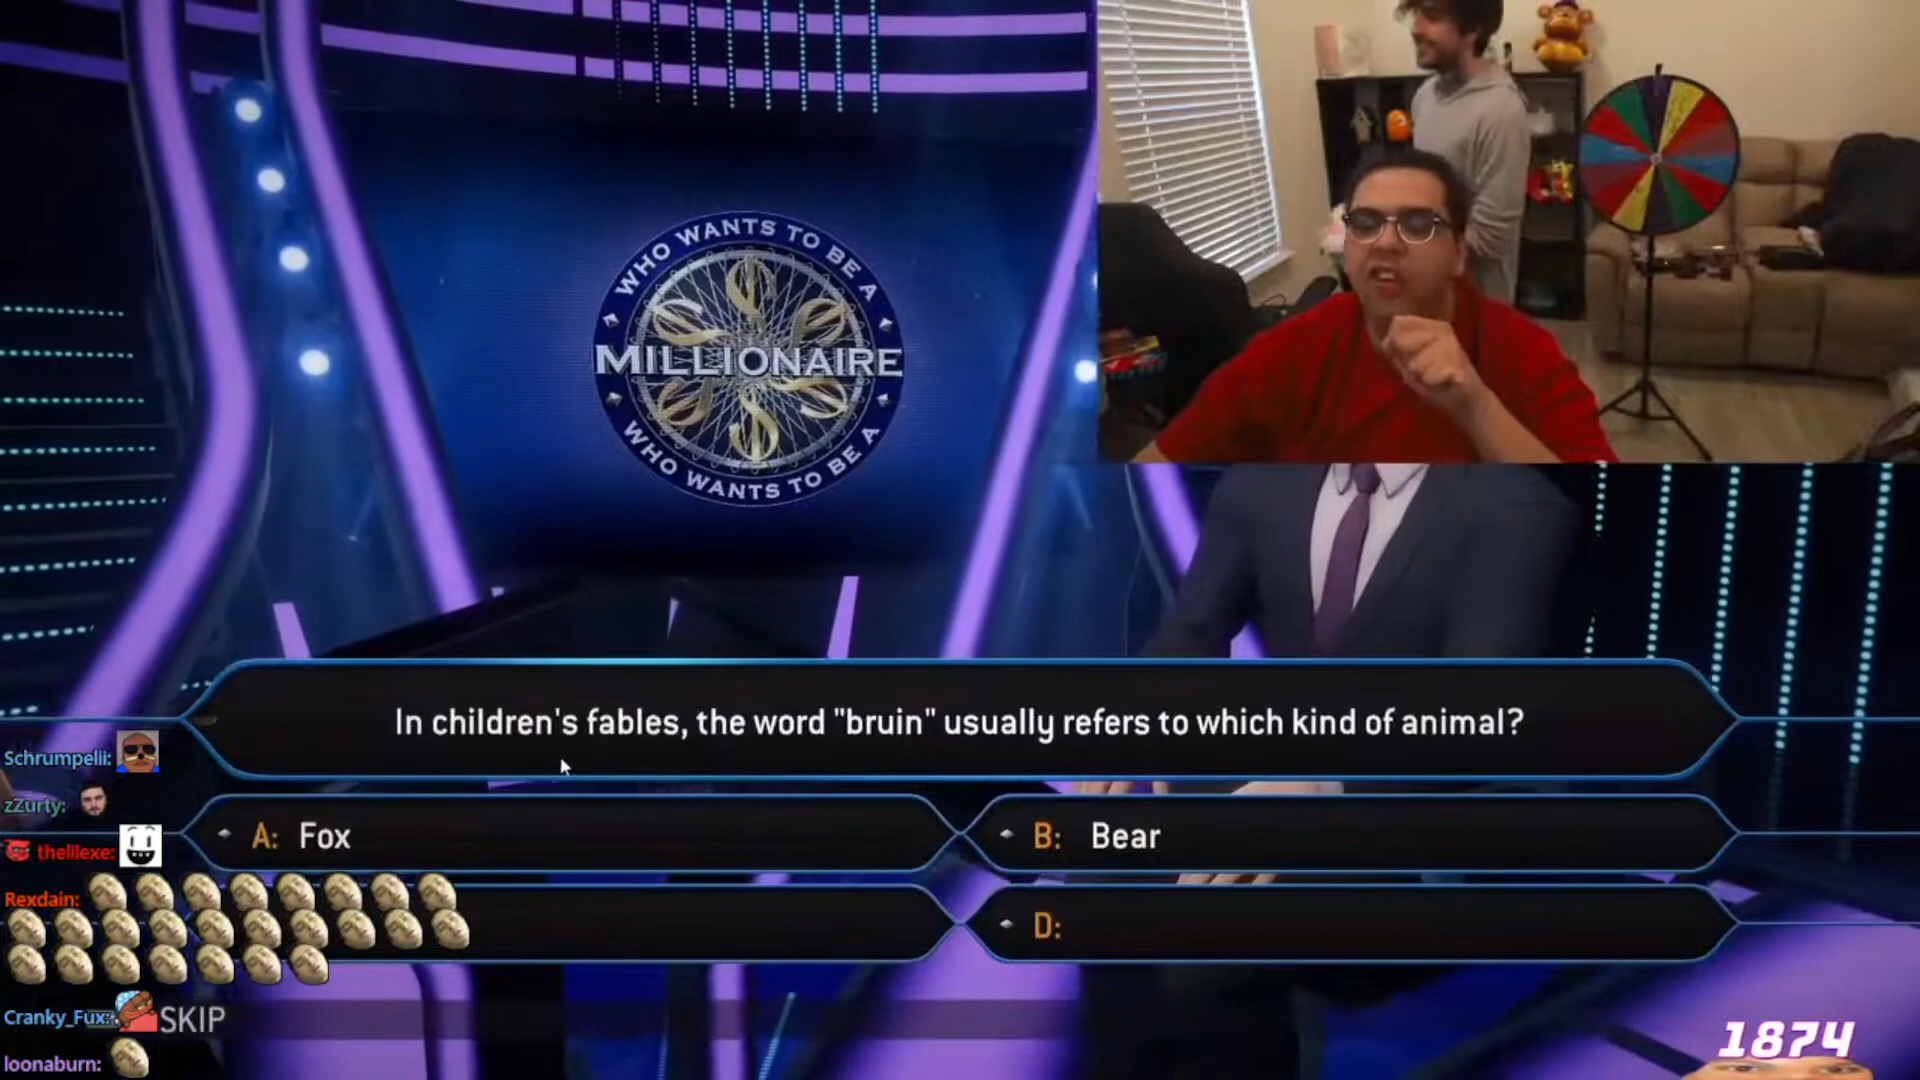 WHO WANTS TO BE A
MILLIONAIRE
WHO WANTS TO BE A
In children's fables, the word "bruin" usually refers to which kind of animal?
A: Fox
B: Bear
D:
Schrumpelii:
zZurty:
thelilexe:
Rexdain:
Cranky_Fux:
SKIP
loonaburn:
1874